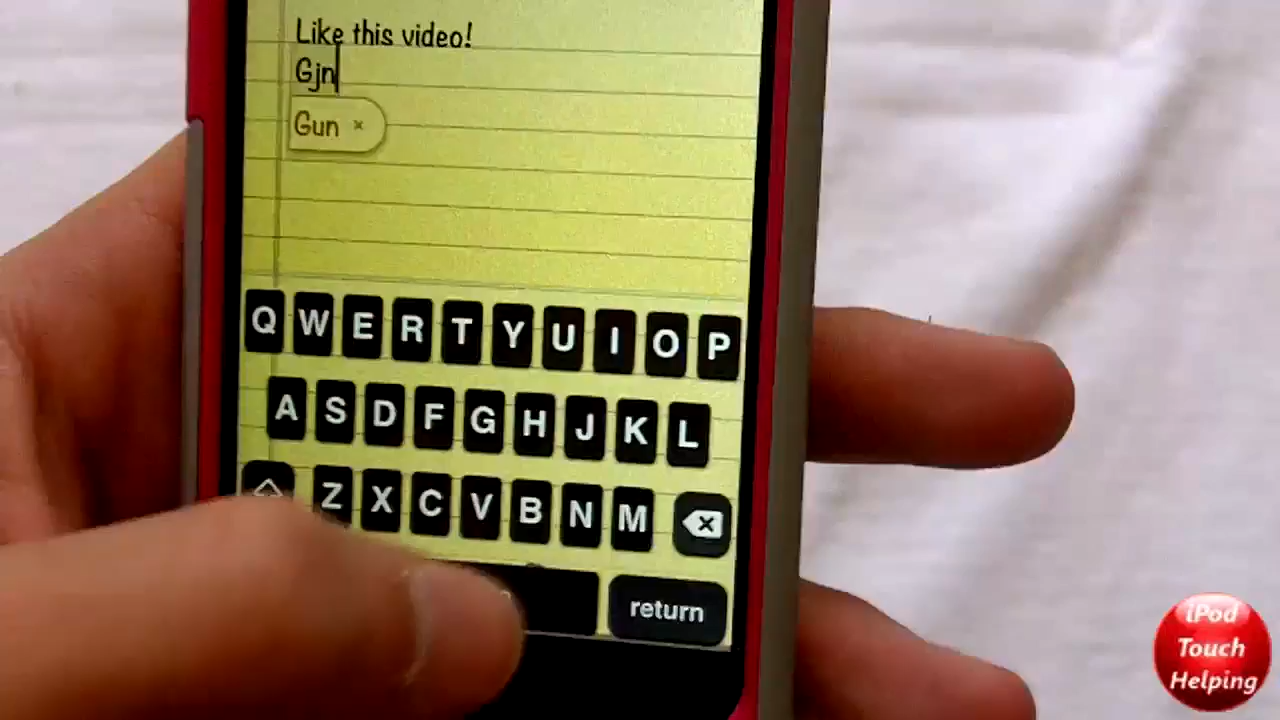 Like this video!
Gjn
Gun ×
Q W E R T Y U I O P
A S D F G H J K L
Z X C V B N M
return
iPod
Touch
Helping